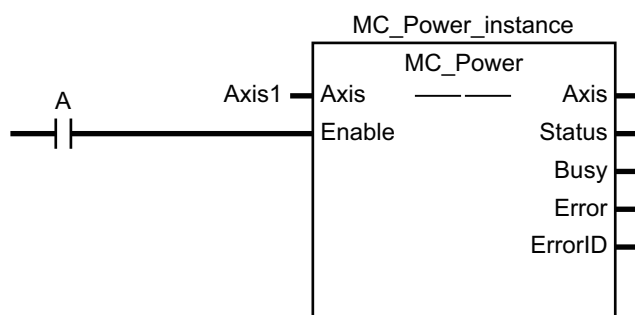 MC_Power_instance
MC_Power
A
Axis1 Axis Axis
Enable Status
Busy
Error
ErrorID